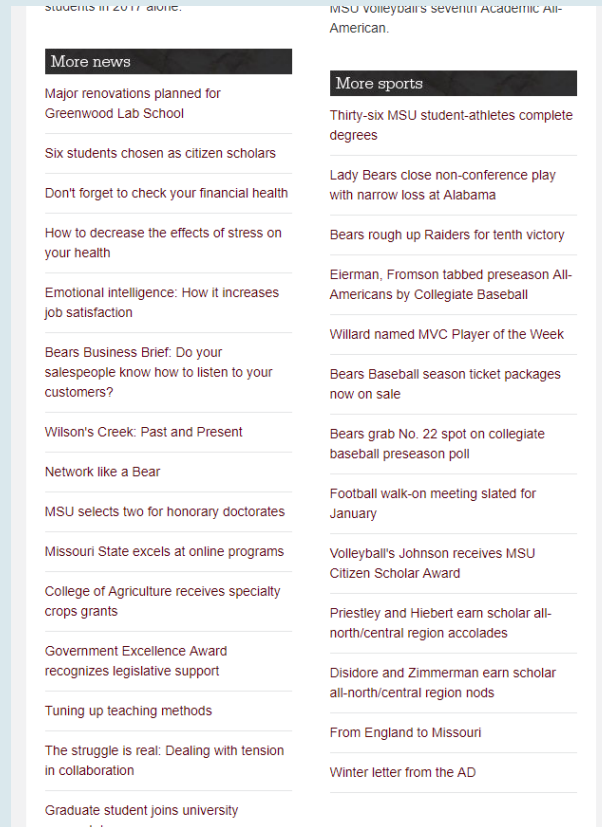 students in 2017 alone.
More news
Major renovations planned for
Greenwood Lab School
Six students chosen as citizen scholars
Don't forget to check your financial health
How to decrease the effects of stress on
your health
Emotional intelligence: How it increases
job satisfaction
Bears Business Brief: Do your
salespeople know how to listen to your
customers?
Wilson's Creek: Past and Present
Network like a Bear
MSU selects two for honorary doctorates
Missouri State excels at online programs
College of Agriculture receives specialty
crops grants
Government Excellence Award
recognizes legislative support
Tuning up teaching methods
The struggle is real: Dealing with tension
in collaboration
Graduate student joins university
MSU Volleyball's seventh Academic All-
American.
More sports
Thirty-six MSU student-athletes complete
degrees
Lady Bears close non-conference play
with narrow loss at Alabama
Bears rough up Raiders for tenth victory
Eierman, Fromson tabbed preseason All-
Americans by Collegiate Baseball
Willard named MVC Player of the Week
Bears Baseball season ticket packages
now on sale
Bears grab No. 22 spot on collegiate
baseball preseason poll
Football walk-on meeting slated for
January
Volleyball's Johnson receives MSU
Citizen Scholar Award
Priestley and Hiebert earn scholar all-
north/central region accolades
Disidore and Zimmerman earn scholar
all-north/central region nods
From England to Missouri
Winter letter from the AD